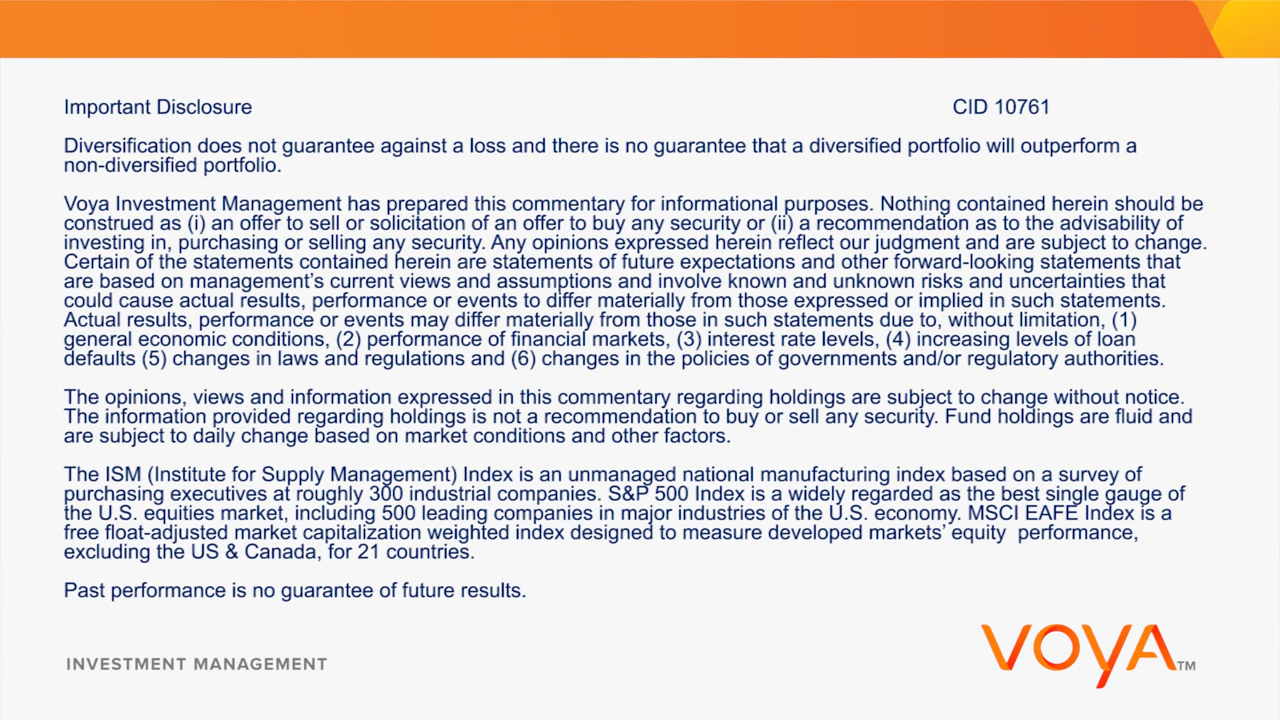 Important Disclosure CID 10761
Diversification does not guarantee against a loss and there is no guarantee that a diversified portfolio will outperform a
non-diversified portfolio.
Voya Investment Management has prepared this commentary for informational purposes. Nothing contained herein should be
construed as (i) an offer to sell or solicitation of an offer to buy any security or (ii) a recommendation as to the advisability of
investing in, purchasing or selling any security. Any opinions expressed herein reflect our judgment and are subject to change.
Certain of the statements contained herein are statements of future expectations and other forward-looking statements that
are based on management’s current views and assumptions and involve known and unknown risks and uncertainties that
could cause actual results, performance or events to differ materially from those expressed or implied in such statements.
Actual results, performance or events may differ materially from those in such statements due to, without limitation, (1)
general economic conditions, (2) performance of financial markets, (3) interest rate levels, (4) increasing levels of loan
defaults (5) changes in laws and regulations and (6) changes in the policies of governments and/or regulatory authorities.
The opinions, views and information expressed in this commentary regarding holdings are subject to change without notice.
The information provided regarding holdings is not a recommendation to buy or sell any security. Fund holdings are fluid and
are subject to daily change based on market conditions and other factors.
The ISM (Institute for Supply Management) Index is an unmanaged national manufacturing index based on a survey of
purchasing executives at roughly 300 industrial companies. S&P 500 Index is a widely regarded as the best single gauge of
the U.S. equities market, including 500 leading companies in major industries of the U.S. economy. MSCI EAFE Index is a
free float-adjusted market capitalization weighted index designed to measure developed markets’ equity performance,
excluding the US & Canada, for 21 countries.
Past performance is no guarantee of future results.
INVESTMENT MANAGEMENT
VOYA TM